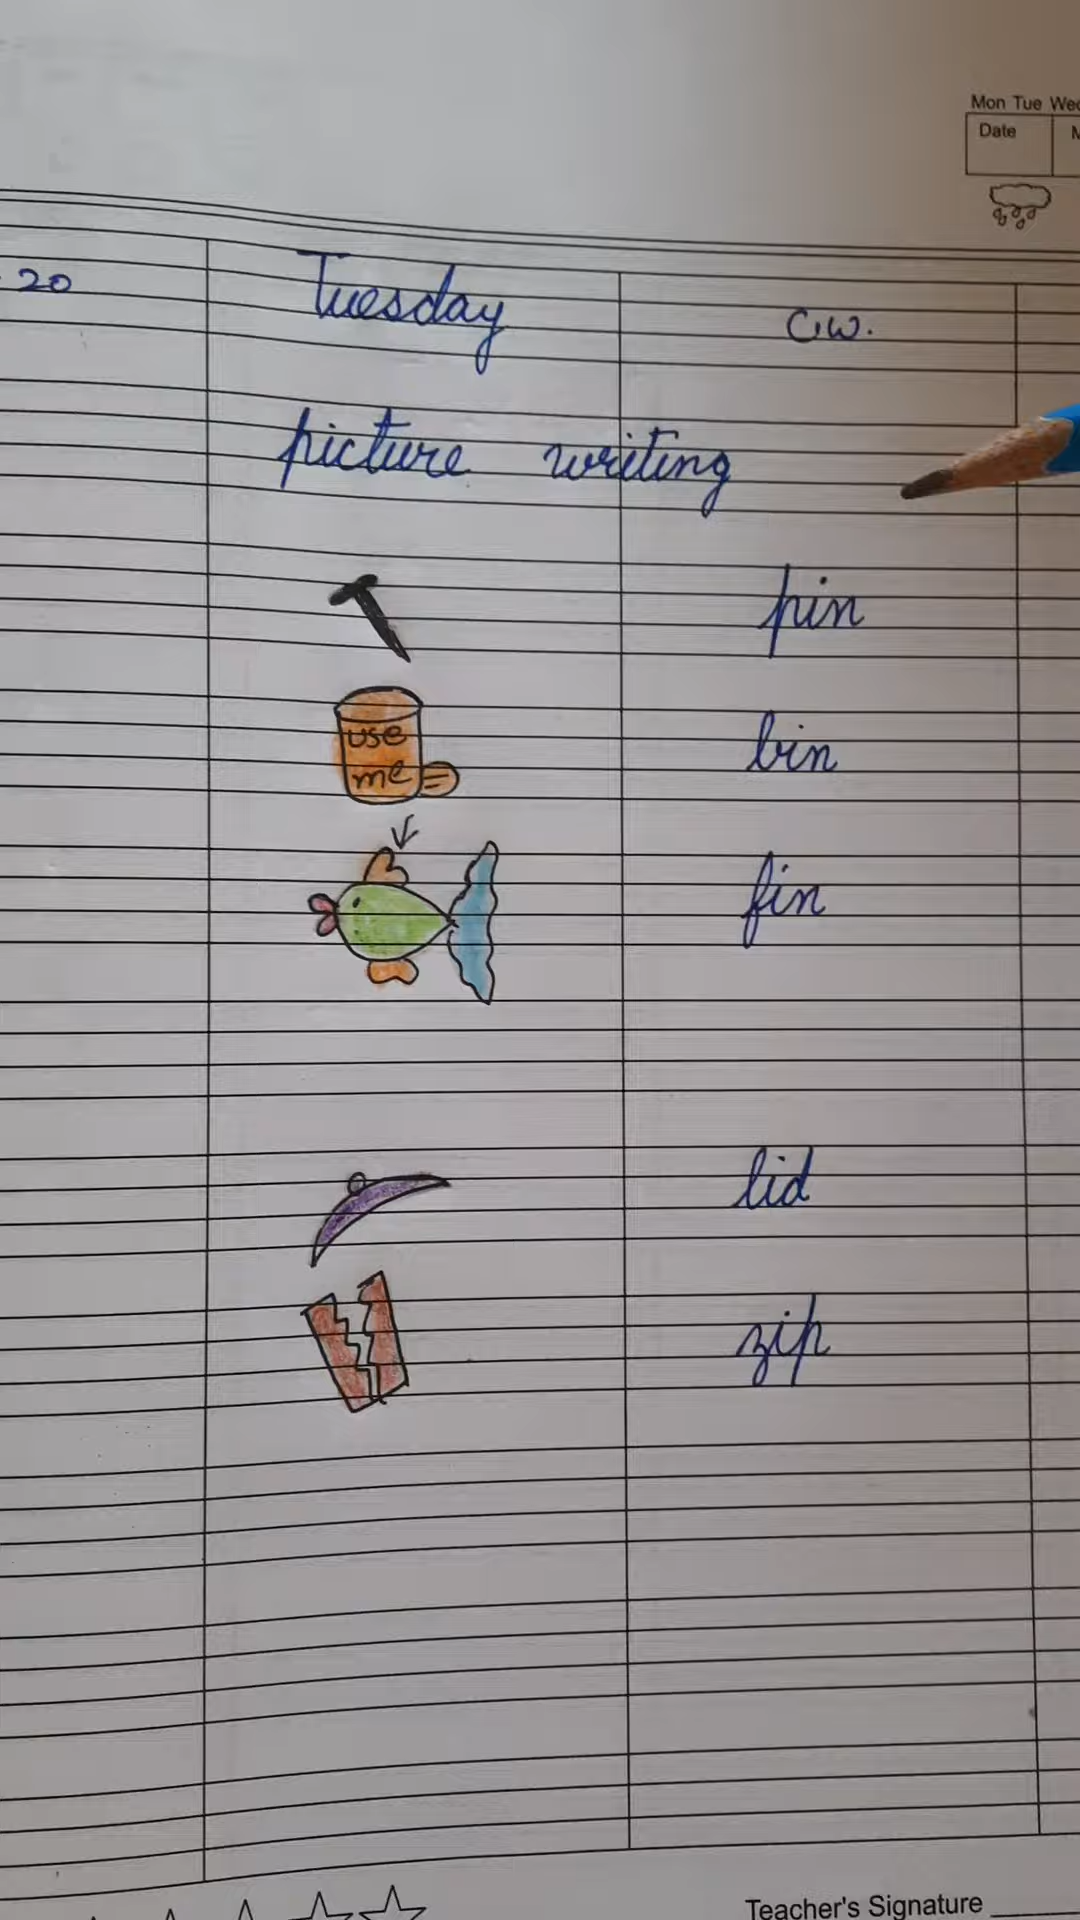 Mon Tue Wed
Date M
20 Tuesday C.W.
picture writing
pin
use
me
bin
fin
lid
zip
Teacher's Signature